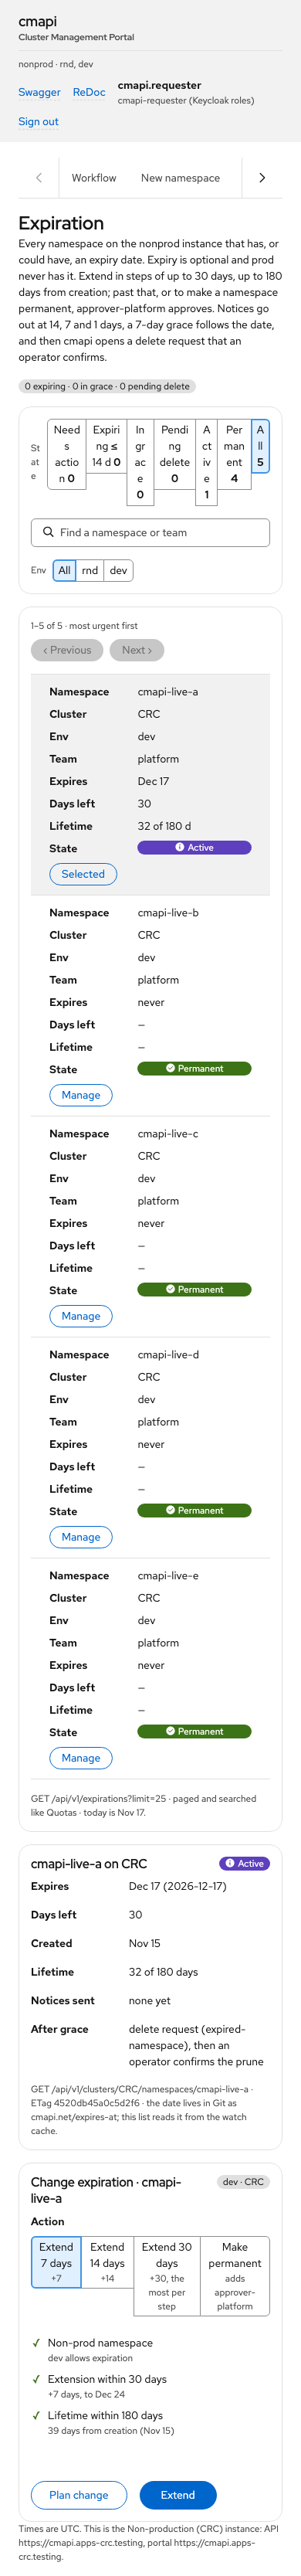 cmapi
Cluster Management Portal
nonprod · rnd, dev
Swagger
ReDoc
cmapi.requester
cmapi-requester (Keycloak roles)
Sign out
Workflow
New namespace
Expiration
Every namespace on the nonprod instance that has, or
could have, an expiry date. Expiry is optional and prod
never has it. Extend in steps of up to 30 days, up to 180
days from creation; past that, or to make a namespace
permanent, approver-platform approves. Notices go
out at 14, 7 and 1 days, a 7-day grace follows the date,
and then cmapi opens a delete request that an
operator confirms.
0 expiring · 0 in grace · 0 pending delete
Stat
e
Need
s
actio
n 0
Expiri
ng ≤
14 d 0
In
gr
ac
e
0
Pendi
ng
delete
0
A
ct
iv
e
1
Per
man
ent
4
A
ll
5
Find a namespace or team
Env
All
rnd
dev
1–5 of 5 · most urgent first
‹ Previous
Next ›
Namespace cmapi-live-a
Cluster CRC
Env dev
Team platform
Expires Dec 17
Days left 30
Lifetime 32 of 180 d
State Active
Selected
Namespace cmapi-live-b
Cluster CRC
Env dev
Team platform
Expires never
Days left —
Lifetime —
State Permanent
Manage
Namespace cmapi-live-c
Cluster CRC
Env dev
Team platform
Expires never
Days left —
Lifetime —
State Permanent
Manage
Namespace cmapi-live-d
Cluster CRC
Env dev
Team platform
Expires never
Days left —
Lifetime —
State Permanent
Manage
Namespace cmapi-live-e
Cluster CRC
Env dev
Team platform
Expires never
Days left —
Lifetime —
State Permanent
Manage
GET /api/v1/expirations?limit=25 · paged and searched
like Quotas · today is Nov 17.
cmapi-live-a on CRC
Active
Expires Dec 17 (2026-12-17)
Days left 30
Created Nov 15
Lifetime 32 of 180 days
Notices sent none yet
After grace delete request (expired-
namespace), then an
operator confirms the prune
GET /api/v1/clusters/CRC/namespaces/cmapi-live-a ·
ETag 4520db45a0c5d2f6 · the date lives in Git as
cmapi.net/expires-at; this list reads it from the watch
cache.
Change expiration · cmapi-
live-a
dev · CRC
Action
Extend
7 days
+7
Extend
14 days
+14
Extend 30
days
+30, the
most per
step
Make
permanent
adds
approver-
platform
Non-prod namespace
dev allows expiration
Extension within 30 days
+7 days, to Dec 24
Lifetime within 180 days
39 days from creation (Nov 15)
Plan change
Extend
Times are UTC. This is the Non-production (CRC) instance: API
https://cmapi.apps-crc.testing, portal https://cmapi.apps-
crc.testing.